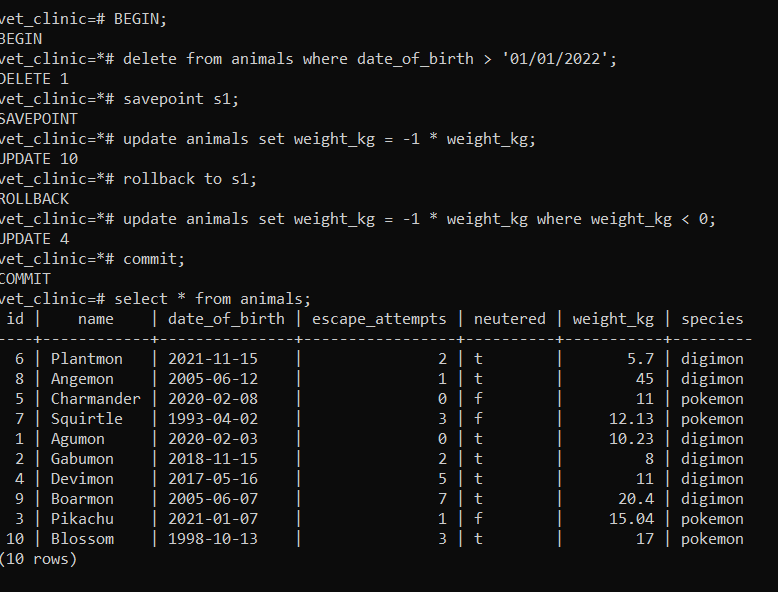 vet_clinic=# BEGIN;
BEGIN
vet_clinic=*# delete from animals where date_of_birth > '01/01/2022';
DELETE 1
vet_clinic=*# savepoint s1;
SAVEPOINT
vet_clinic=*# update animals set weight_kg = -1 * weight_kg;
UPDATE 10
vet_clinic=*# rollback to s1;
ROLLBACK
vet_clinic=*# update animals set weight_kg = -1 * weight_kg where weight_kg < 0;
UPDATE 4
vet_clinic=*# commit;
COMMIT
vet_clinic=# select * from animals;
 id |    name    | date_of_birth | escape_attempts | neutered | weight_kg | species
----+------------+---------------+-----------------+----------+-----------+---------
  6 | Plantmon   | 2021-11-15    |               2 | t        |       5.7 | digimon
  8 | Angemon    | 2005-06-12    |               1 | t        |        45 | digimon
  5 | Charmander | 2020-02-08    |               0 | f        |        11 | pokemon
  7 | Squirtle   | 1993-04-02    |               3 | f        |     12.13 | pokemon
  1 | Agumon     | 2020-02-03    |               0 | t        |     10.23 | digimon
  2 | Gabumon    | 2018-11-15    |               2 | t        |         8 | digimon
  4 | Devimon    | 2017-05-16    |               5 | t        |        11 | digimon
  9 | Boarmon    | 2005-06-07    |               7 | t        |      20.4 | digimon
  3 | Pikachu    | 2021-01-07    |               1 | f        |     15.04 | pokemon
 10 | Blossom    | 1998-10-13    |               3 | t        |        17 | pokemon
(10 rows)